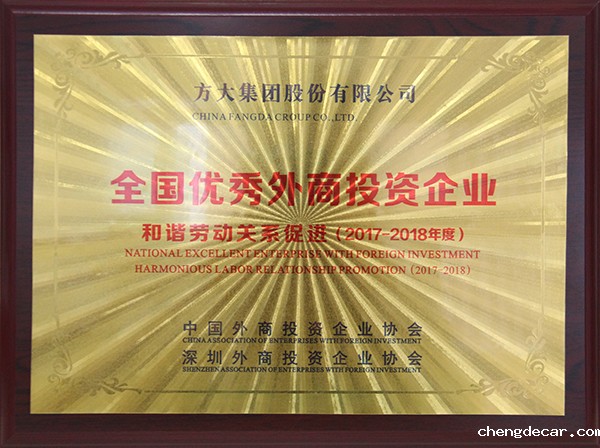 方大集团股份有限公司
CHINA FANGDA GROUP CO.,LTD.
全国优秀外商投资企业
和谐劳动关系促进（2017-2018年度）
NATIONAL EXCELLENT ENTERPRISE WITH FOREIGN INVESTMENT
HARMONIOUS LABOR RELATIONSHIP PROMOTION (2017-2018)
中国外商投资企业协会
CHINA ASSOCIATION OF ENTERPRISES WITH FOREIGN INVESTMENT
深圳外商投资企业协会
SHENZHEN ASSOCIATION OF ENTERPRISES WITH FOREIGN INVESTMENT
chengdecar.com